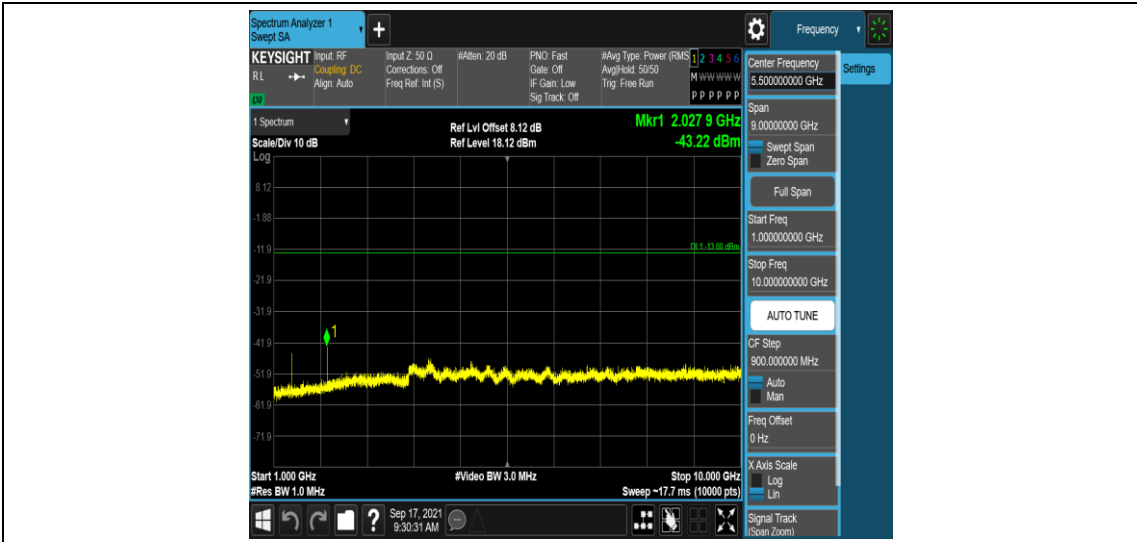 Spectrum Analyzer 1
Swept SA
+
Frequency
KEYSIGHT
RL
LXI
Input: RF
Coupling: DC
Align: Auto
Input Z: 50 Ω
Corrections: Off
Freq Ref: Int (S)
#Atten: 20 dB
PNO: Fast
Gate: Off
IF Gain: Low
Sig Track: Off
#Avg Type: Power (RMS
Avg|Hold: 50/50
Trig: Free Run
1 2 3 4 5 6
M W W W W W
P P P P P P
1 Spectrum
Scale/Div 10 dB
Log
Ref Lvl Offset 8.12 dB
Ref Level 18.12 dBm
Mkr1 2.027 9 GHz
-43.22 dBm
8.12
-1.88
-11.9
-21.9
-31.9
-41.9
-51.9
-61.9
-71.9
DL1 -13.00 dBm
1
Start 1.000 GHz
#Res BW 1.0 MHz
#Video BW 3.0 MHz
Stop 10.000 GHz
Sweep ~17.7 ms (10000 pts)
Center Frequency
5.500000000 GHz
Settings
Span
9.00000000 GHz
Swept Span
Zero Span
Full Span
Start Freq
1.000000000 GHz
Stop Freq
10.000000000 GHz
AUTO TUNE
CF Step
900.000000 MHz
Auto
Man
Freq Offset
0 Hz
X Axis Scale
Log
Lin
Signal Track
(Span Zoom)
?
Sep 17, 2021
9:30:31 AM